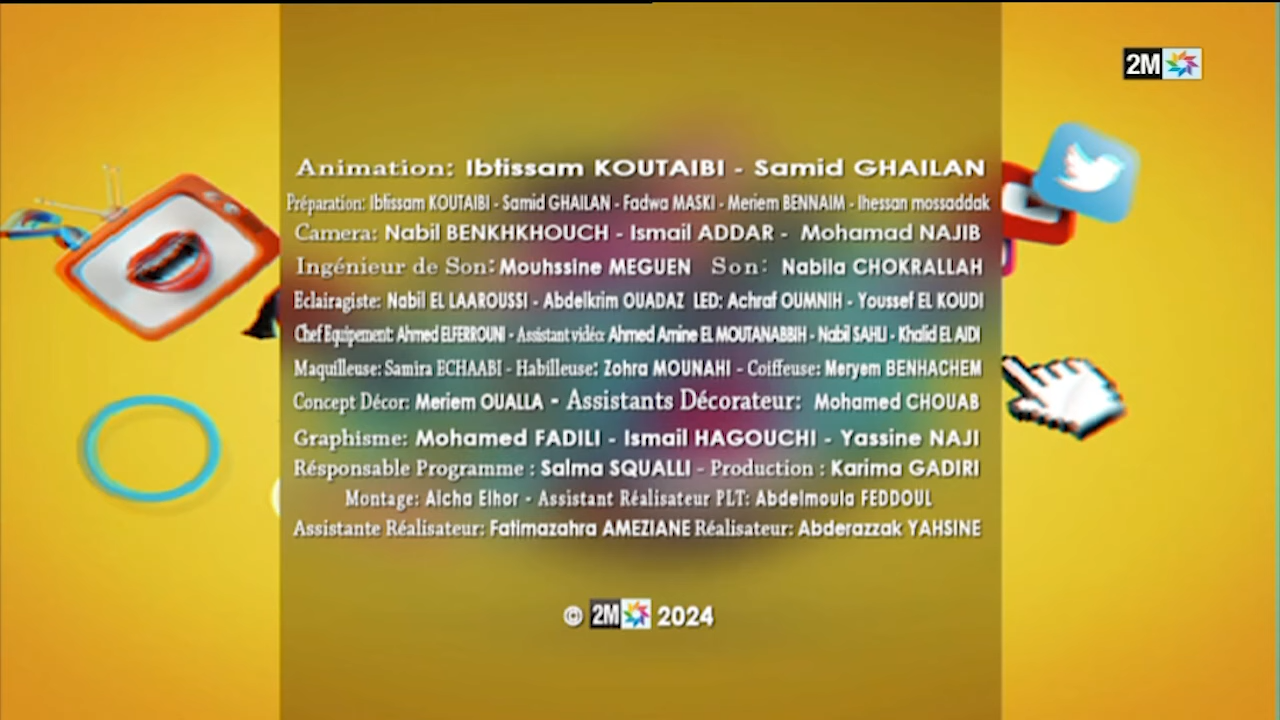 2M
Animation: Ibtissam KOUTAIBI - Samid GHAILAN
Préparation: Ibtissam KOUTAIBI - Samid GHAILAN - Fadwa MASKI - Meriem BENNAIM - Ihessan mossaddak
Camera: Nabil BENKHKHOUCH - Ismail ADDAR - Mohamad NAJIB
Ingénieur de Son: Mouhssine MEGUEN Son: Nabila CHOKRALLAH
Eclairagiste: Nabil EL LAAROUSSI - Abdelkrim OUADAZ LED: Achraf OUMNIH - Youssef EL KOUDI
Chef Equipement: Ahmed ELFERROUNI - Assistant vidéo: Ahmed Amine EL MOUTANABBIH - Nabil SAHLI - Khalid EL AIDI
Maquilleuse: Samira ECHAABI - Habilleuse: Zohra MOUNAHI - Coiffeuse: Meryem BENHACHEM
Concept Décor: Meriem OUALLA - Assistants Décorateur: Mohamed CHOUAB
Graphisme: Mohamed FADILI - Ismail HAGOUCHI - Yassine NAJI
Résponsable Programme : Salma SQUALLI - Production : Karima GADIRI
Montage: Aicha Elhor - Assistant Réalisateur PLT: Abdelmoula FEDDOUL
Assistante Réalisateur: Fatimazahra AMEZIANE Réalisateur: Abderazzak YAHSINE
© 2M 2024